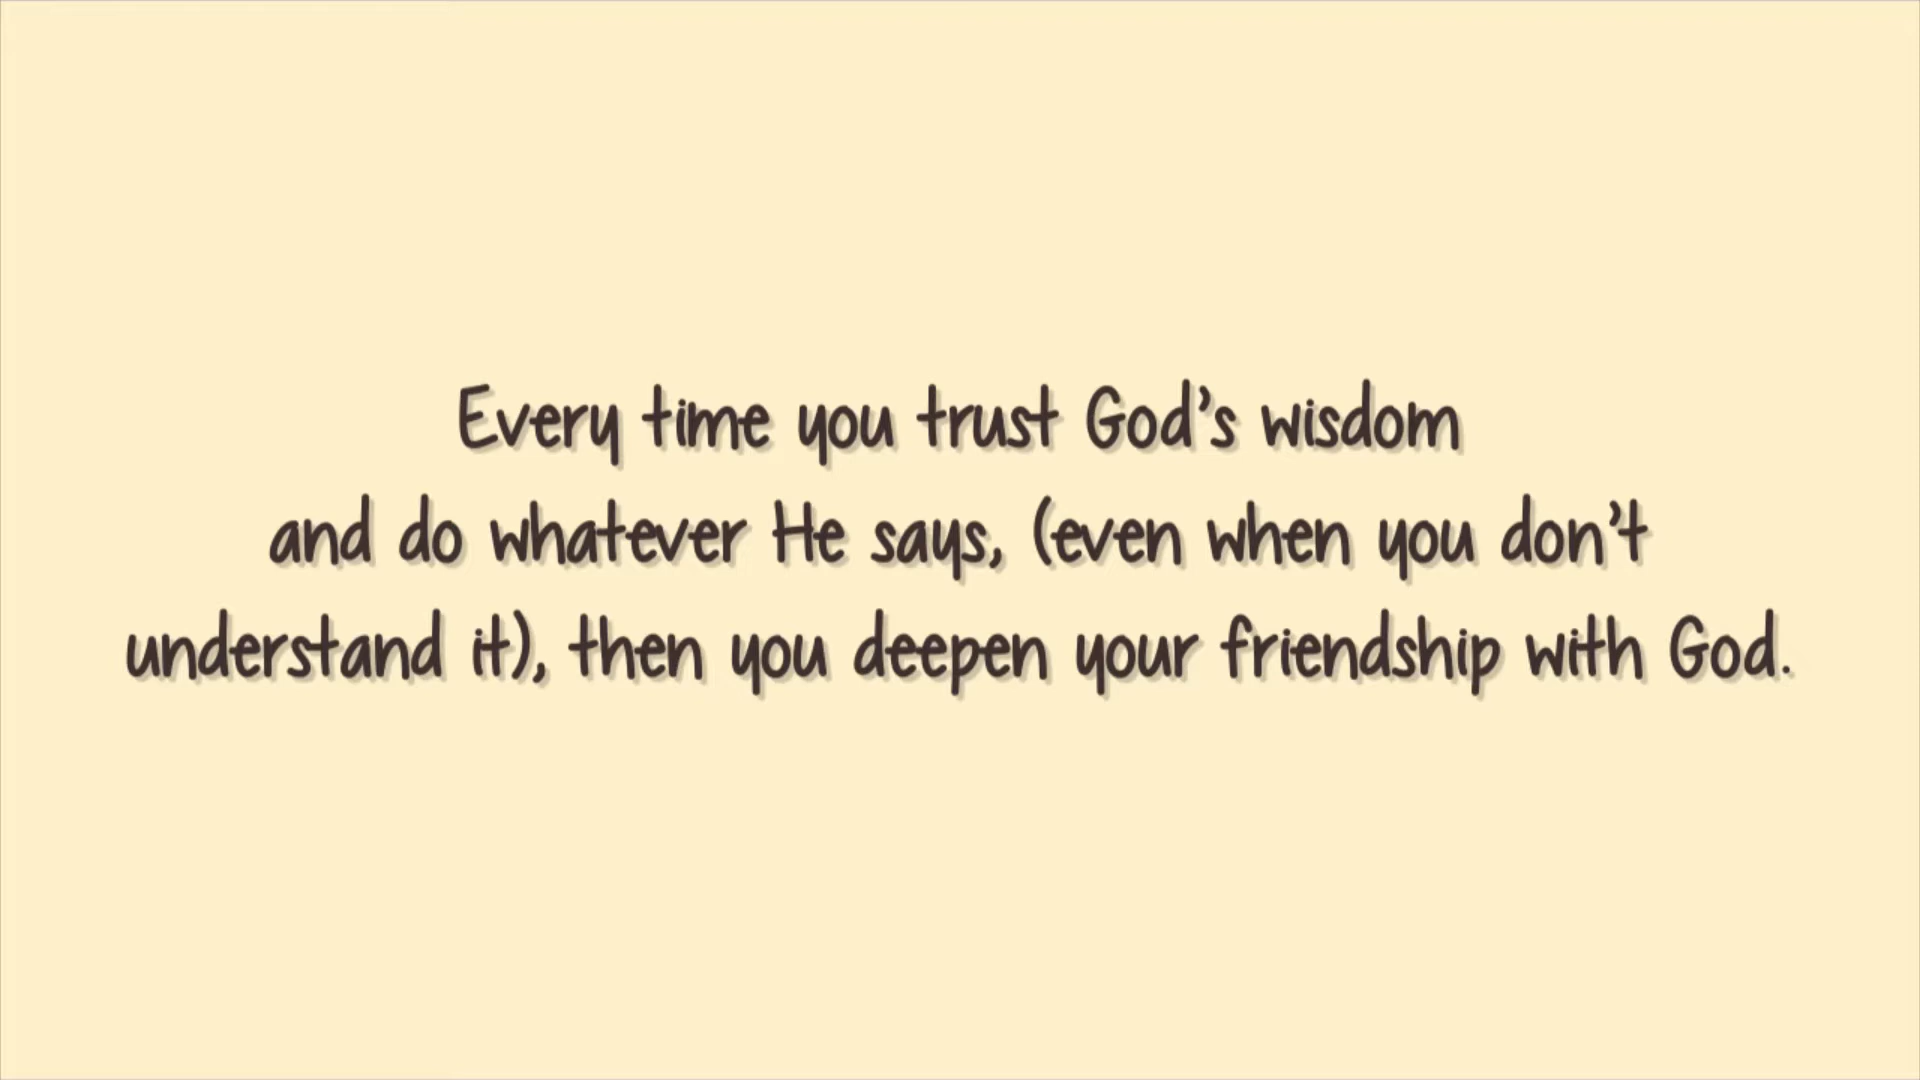 Every time you trust God's wisdom
and do whatever He says, (even when you don't
understand it), then you deepen your friendship with God.